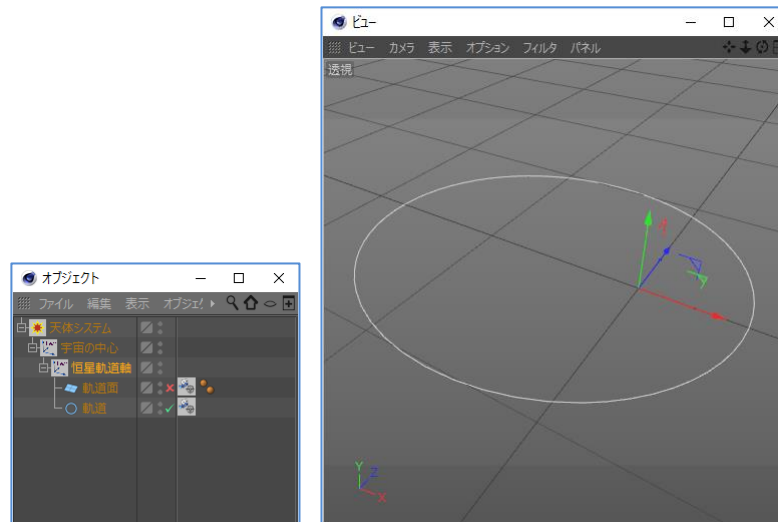 ビュー
ビュー カメラ 表示 オプション フィルタ パネル
透視
Y
Z
X
オブジェクト
ファイル 編集 表示 オブジェ
天体システム
宇宙の中心
恒星軌道軸
軌道面
軌道